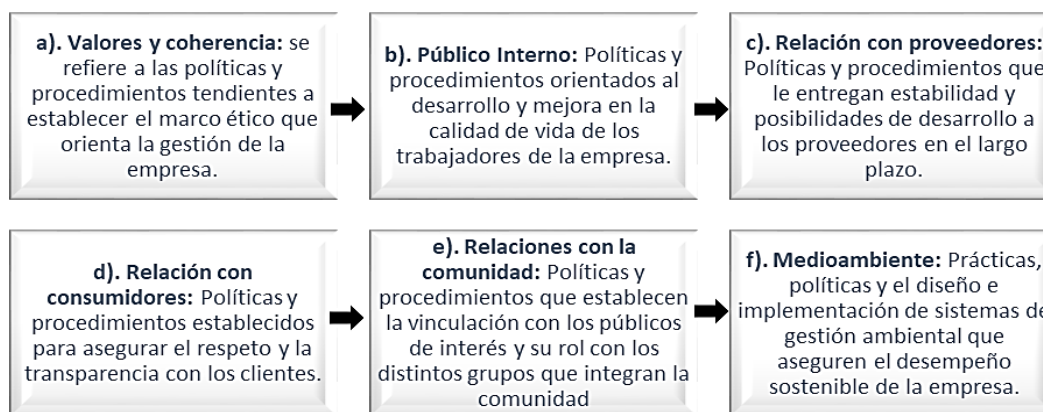 a). Valores y coherencia: se
refiere a las políticas y
procedimientos tendientes a
establecer el marco ético que
orienta la gestión de la
empresa.
b). Público Interno: Políticas y
procedimientos orientados al
desarrollo y mejora en la
calidad de vida de los
trabajadores de la empresa.
c). Relación con proveedores:
Políticas y procedimientos que
le entregan estabilidad y
posibilidades de desarrollo a
los proveedores en el largo
plazo.
d). Relación con
consumidores: Políticas y
procedimientos establecidos
para asegurar el respeto y la
transparencia con los clientes.
e). Relaciones con la
comunidad: Políticas y
procedimientos que establecen
la vinculación con los públicos
de interés y su rol con los
distintos grupos que integran la
comunidad
f). Medioambiente: Prácticas,
políticas y el diseño e
implementación de sistemas de
gestión ambiental que
aseguren el desempeño
sostenible de la empresa.